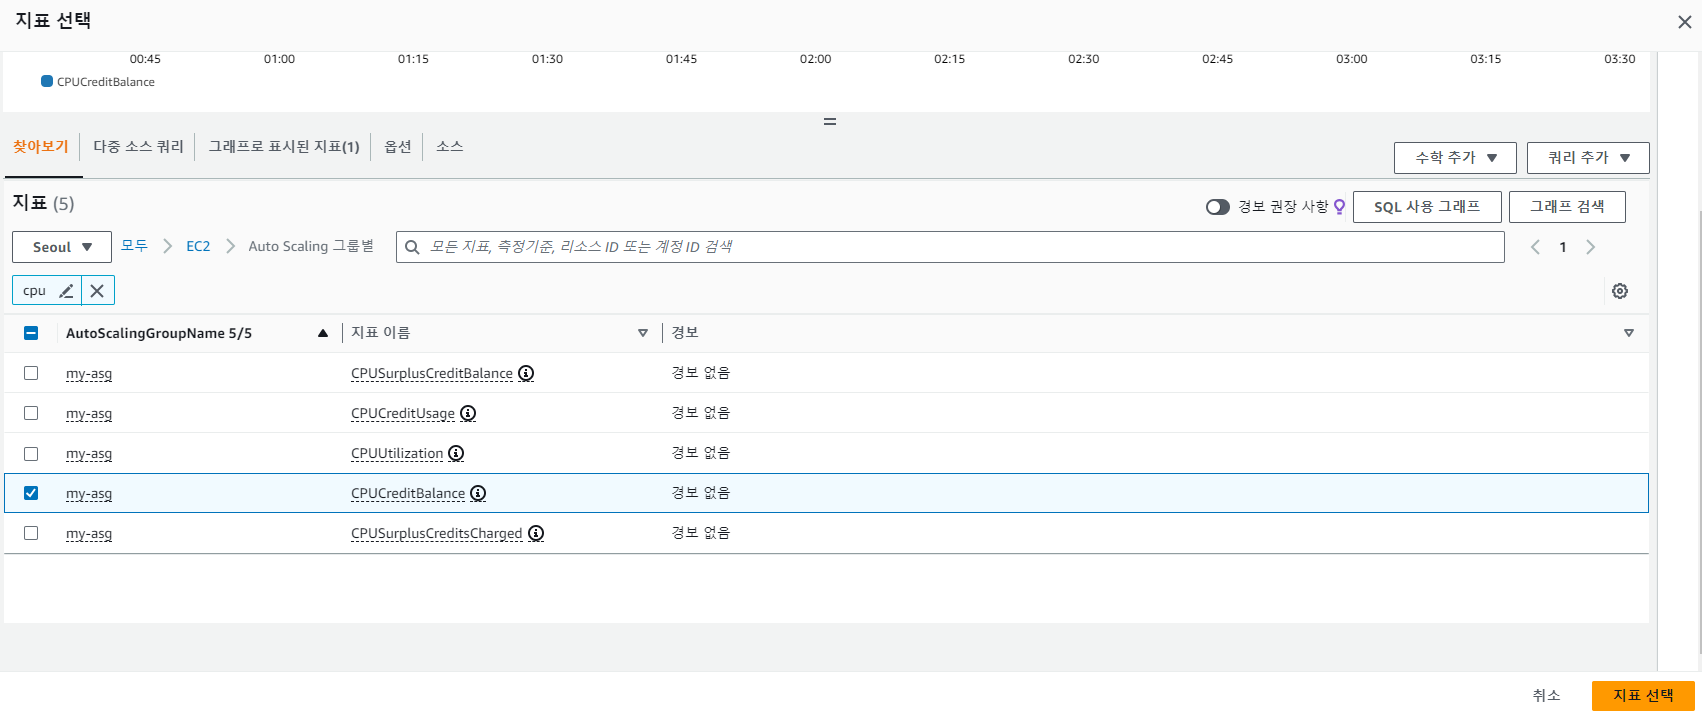 지표 선택
00:45 01:00 01:15 01:30 01:45 02:00 02:15 02:30 02:45 03:00 03:15 03:30
CPUCreditBalance
찾아보기 다중 소스 쿼리 그래프로 표시된 지표(1) 옵션 소스
수학 추가 쿼리 추가
지표 (5)
경보 권장 사항 SQL 사용 그래프 그래프 검색
Seoul 모두 EC2 Auto Scaling 그룹별 모든 지표, 측정기준, 리소스 ID 또는 계정 ID 검색 1
cpu
AutoScalingGroupName 5/5 지표 이름 경보
my-asg CPUSurplusCreditBalance 경보 없음
my-asg CPUCreditUsage 경보 없음
my-asg CPUUtilization 경보 없음
my-asg CPUCreditBalance 경보 없음
my-asg CPUSurplusCreditsCharged 경보 없음
취소 지표 선택